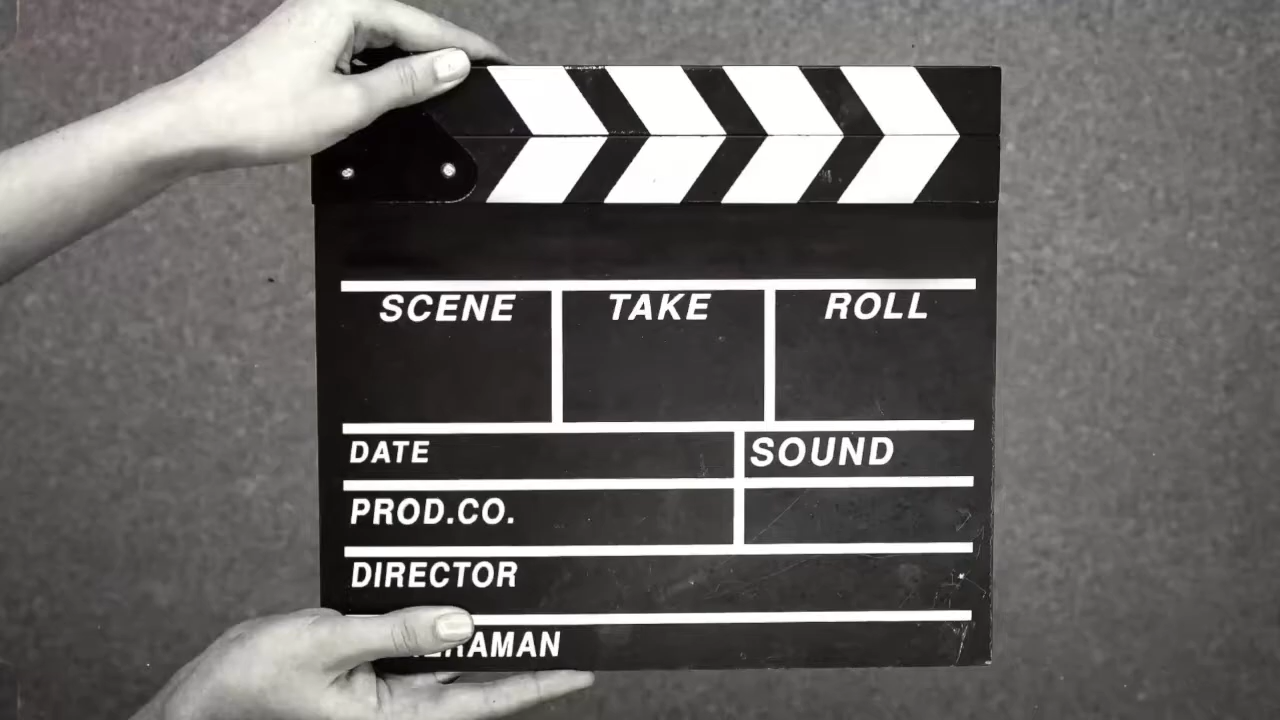 SCENE TAKE ROLL
DATE SOUND
PROD.CO.
DIRECTOR